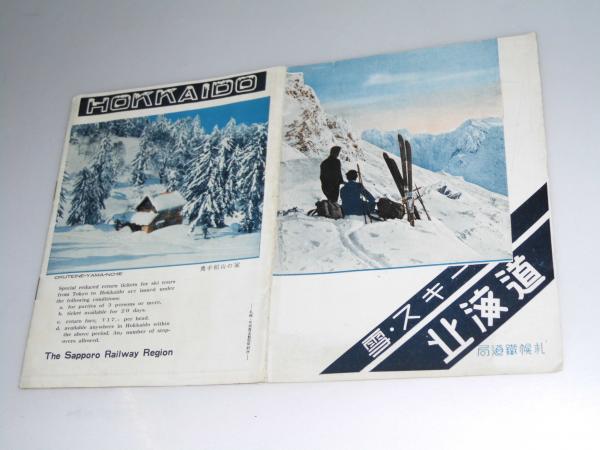 HOKKAIDO
OKUTEINE-YAMA-NO-IE
奥手稲山の家
Special reduced return tickets for ski tours
from Tokyo to Hokkaido are issued under
the following conditions:
a. for parties of 3 persons or more.
b. ticket available for 20 days.
c. return fare, ¥17.- per head.
d. available anywhere in Hokkaido within
the above period. Any number of stop-
overs allowed.
The Sapporo Railway Region
雪・スキー
北海道
局道鐵幌札